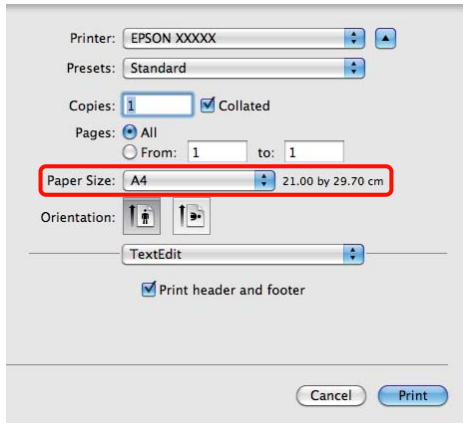 Printer: EPSON XXXXX
Presets: Standard
Copies: 1 Collated
Pages: All
From: 1 to: 1
Paper Size: A4 21.00 by 29.70 cm
Orientation:
TextEdit
Print header and footer
Cancel Print